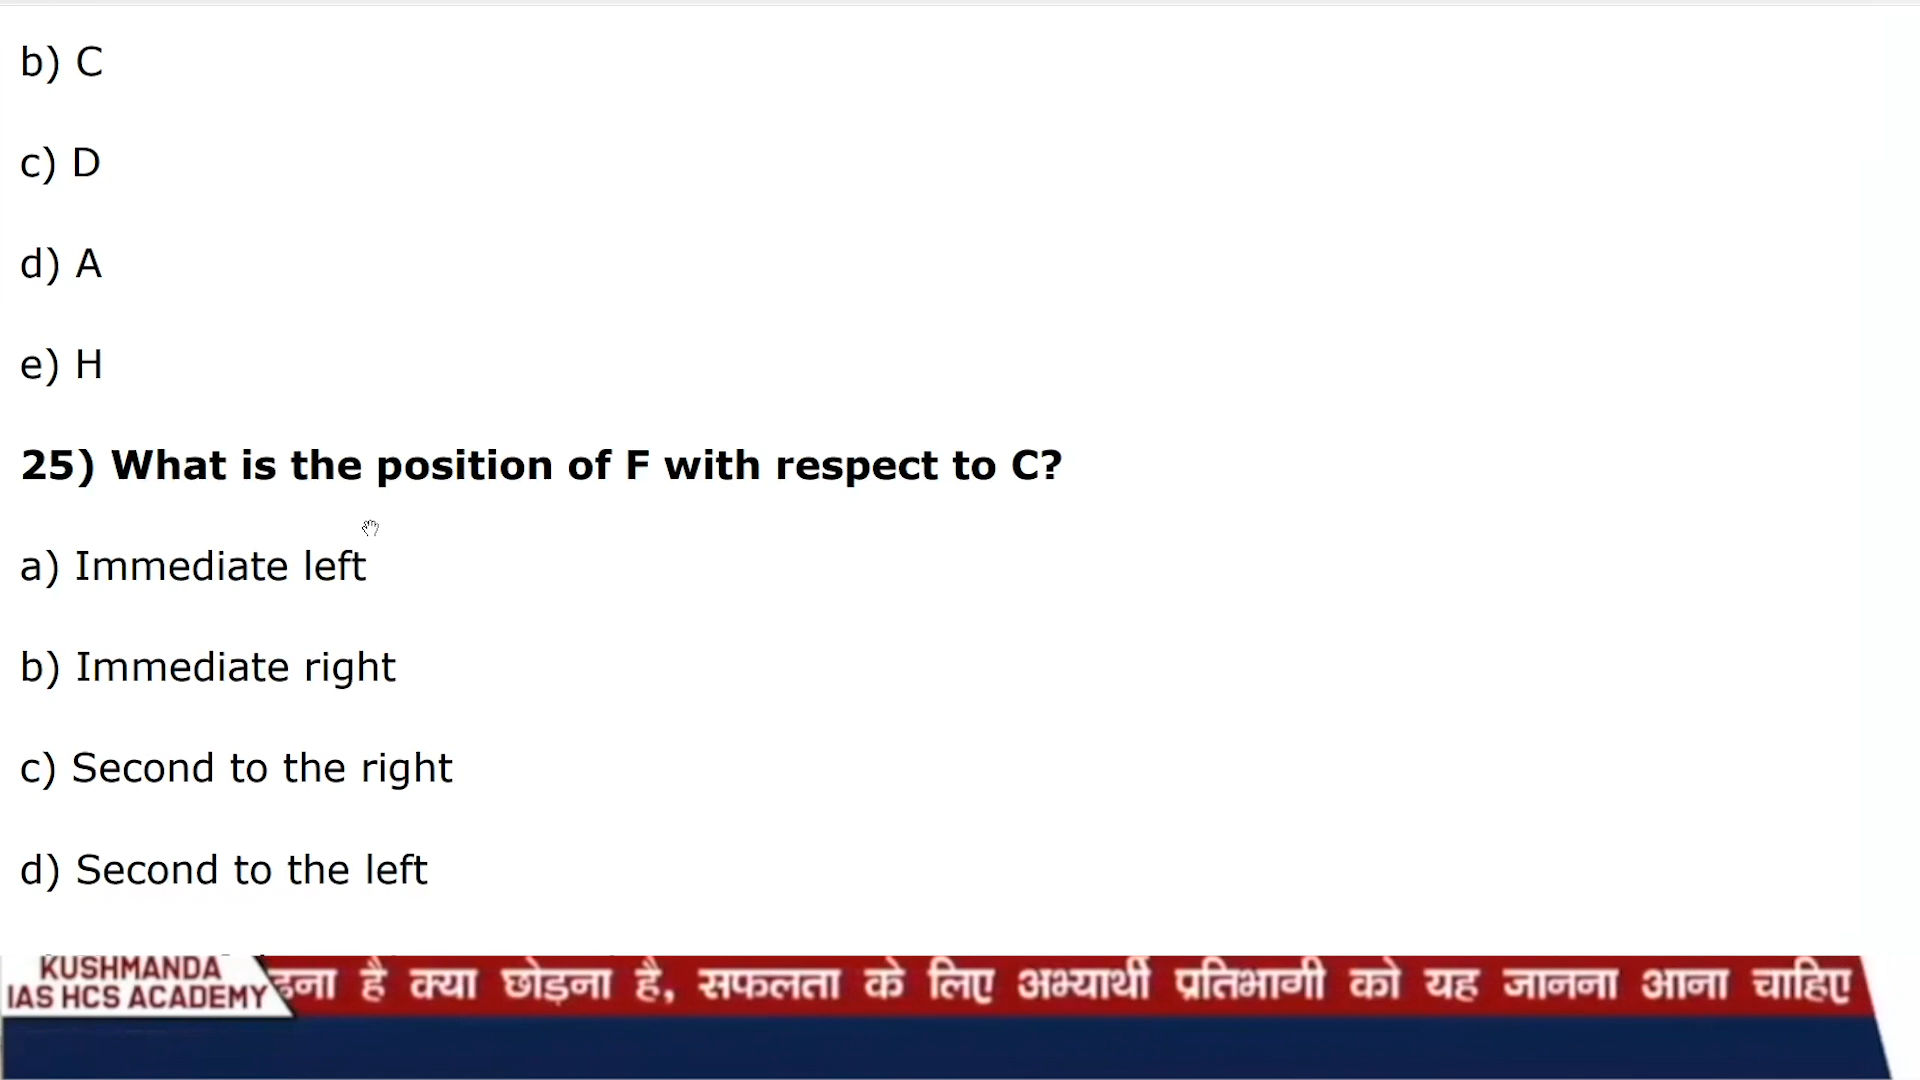 b) C
c) D
d) A
e) H
25) What is the position of F with respect to C?
a) Immediate left
b) Immediate right
c) Second to the right
d) Second to the left
KUSHMANDA
IAS HCS ACADEMY
है क्या छोड़ना है, सफलता के लिए अभ्यार्थी प्रतिभागी को यह जानना आना चाहिए